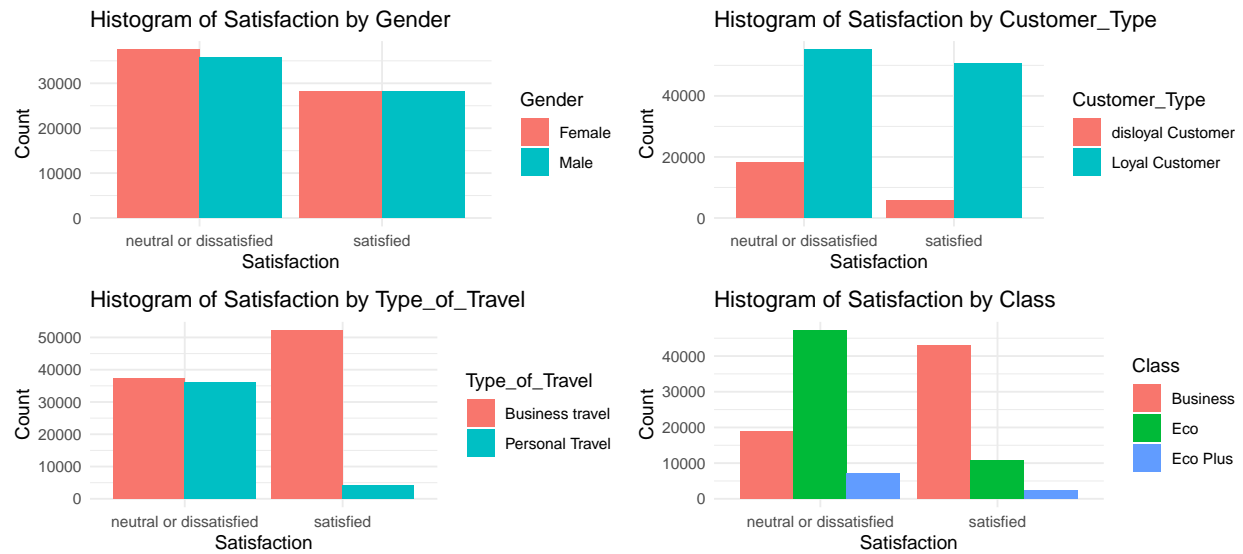 Histogram of Satisfaction by Gender
Count
30000
20000
10000
0
neutral or dissatisfied
satisfied
Satisfaction
Gender
Female
Male
Histogram of Satisfaction by Customer_Type
Count
40000
20000
0
neutral or dissatisfied
satisfied
Satisfaction
Customer_Type
disloyal Customer
Loyal Customer
Histogram of Satisfaction by Type_of_Travel
Count
50000
40000
30000
20000
10000
0
neutral or dissatisfied
satisfied
Satisfaction
Type_of_Travel
Business travel
Personal Travel
Histogram of Satisfaction by Class
Count
40000
30000
20000
10000
0
neutral or dissatisfied
satisfied
Satisfaction
Class
Business
Eco
Eco Plus